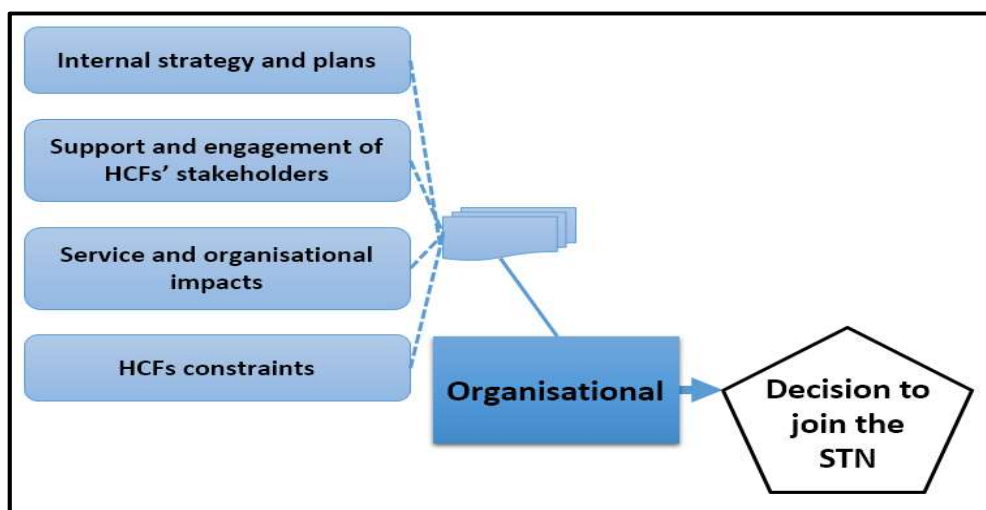 Internal strategy and plans
Support and engagement of
HCFs' stakeholders
Service and organisational
impacts
HCFs constraints
Organisational
Decision to
join the
STN